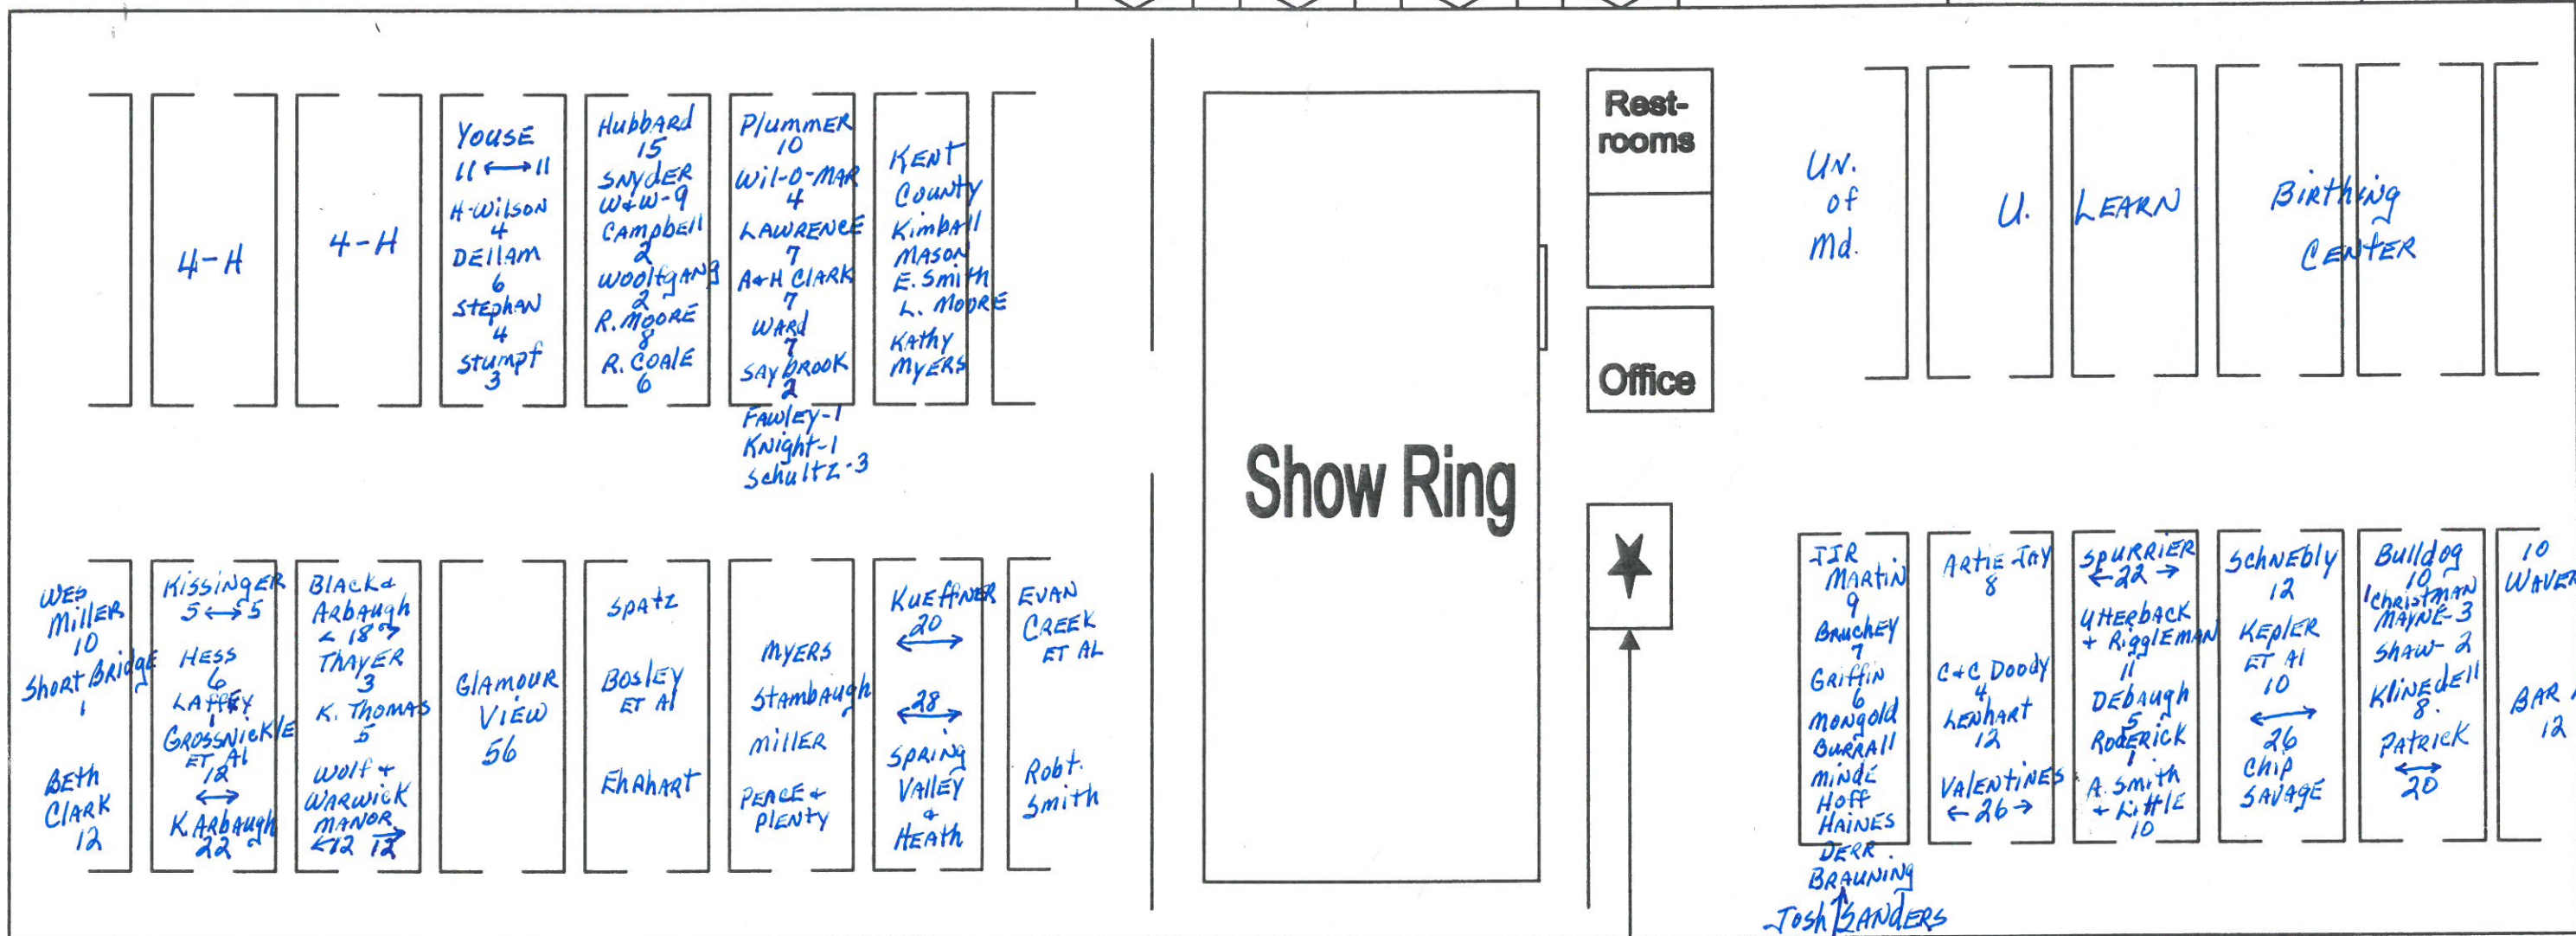 4-H
4-H
YOUSE
11 ↔ 11
H-Wilson
4
DEllAM
6
StephAN
4
Stumpf
3
Hubbard
15
SNYdER
W&W-9
CAMpbEll
2
WoolfgANg
2
R. MOORE
8
R. COALE
6
Plummer
10
Wil-O-MAR
4
LAWRENCE
7
A&H CLARK
7
WARd
7
SAYbROOK
2
FAWlEY-1
KNight-1
Schultz-3
KENT
County
Kimball
MASON
E. Smith
L. MOORE
KAthy
MYERS
Show Ring
Rest-
rooms
Office
UN.
of
Md.
U. LEARN
Birthing
CENTER
WES
Miller
10
Short Bridge
1
BETH
CLARK
12
Kissinger
5 ↔ 5
HESS
6
LAffEY
1
GROSSNickle
ET Al
12
↔
K. ARbAugh
22
BlAck &
ARbAugh
← 18 →
THAYER
3
K. THomAS
5
Wolf &
WARwick
MANOR
←12 12→
GlAMOUR
ViEW
56
SpAtz
BoslEY
ET Al
EhRhARt
MYERS
StAmbAugh
Miller
PEACE &
PlENTY
KUEffNER
20
↔
28
↔
SpRiNg
VAllEY
&
HEAth
EVAN
CREEK
ET AL
Robt.
Smith
JJR
MARtiN
9
BRuchEY
7
GRiffiN
6
MoNgold
BuRRAll
MiNdE
Hoff
HAiNES
DERR
BRAUNiNg
Josh SANdERS
ARtiE JAY
8
C&C Doody
4
LENhARt
12
VALENtiNES
← 26 →
SpuRRiER
← 22 →
UttERbAck
+ RigglEMAN
11
DEbAugh
5
RodERick
1
A. Smith
+ Little
10
SchNEbly
12
KEplER
ET Al
10
↔
26
Chip
SAVAGE
Bulldog
10
1 ChRistMAN
MAYNE-3
ShAW-2
KliNEdEll
8.
PAtRick
↔
20
10
WAVER
BAR
12